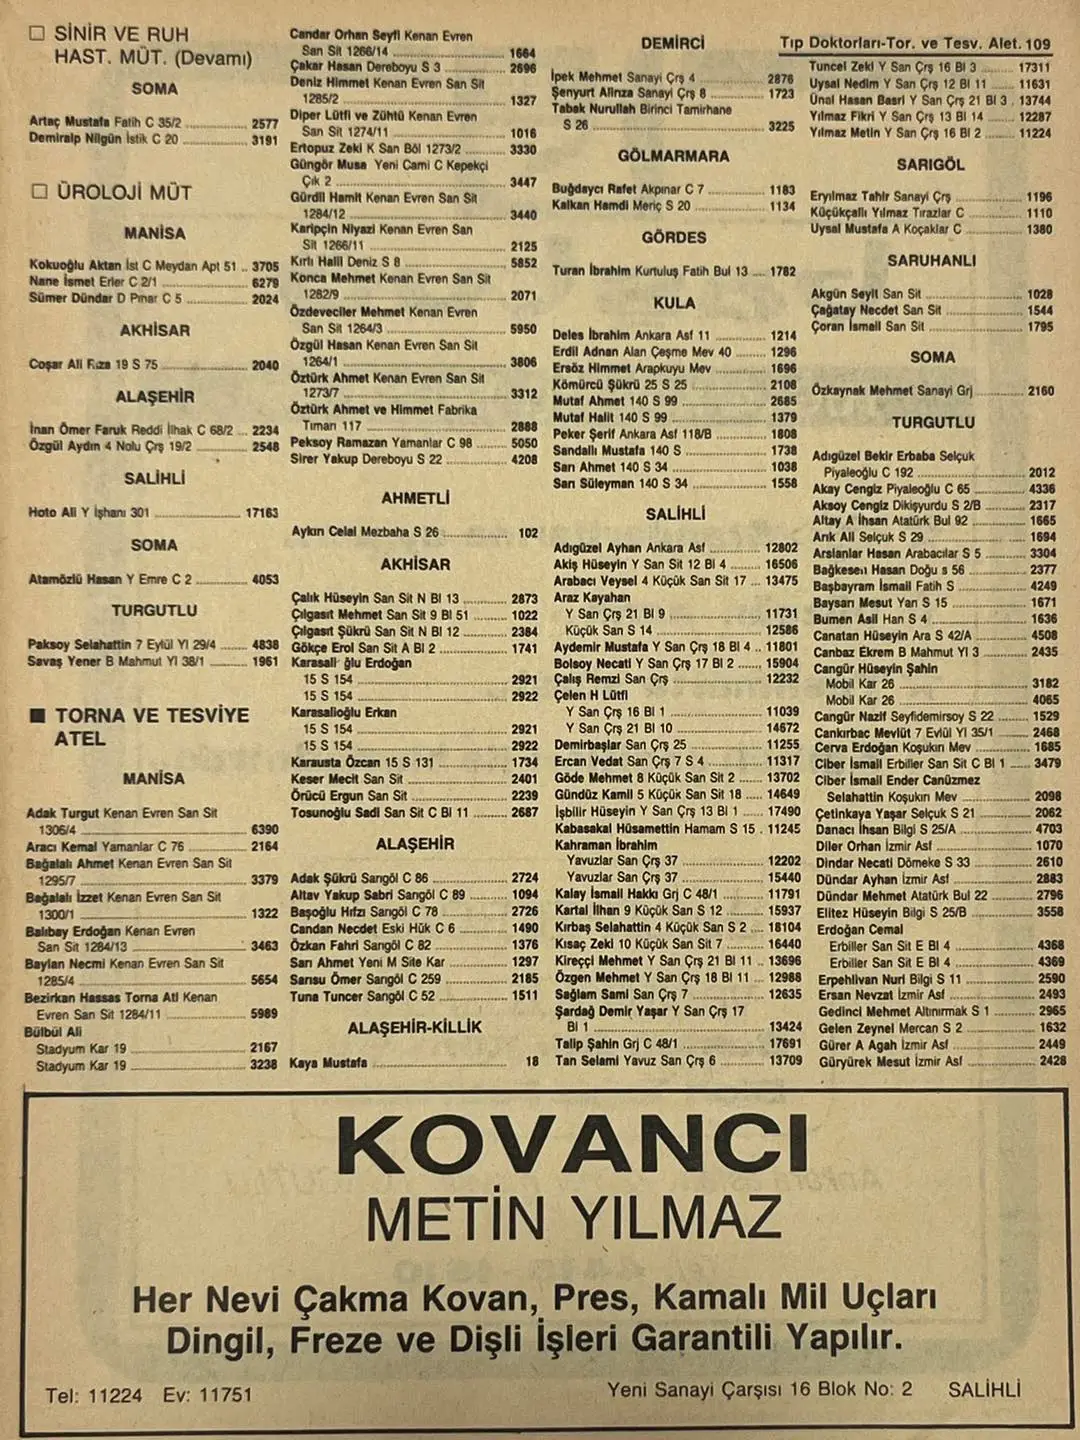 Tıp Doktorları-Tor. ve Tesv. Alet. 109
SİNİR VE RUH
HAST. MÜT. (Devamı)
SOMA
Artaç Mustafa Fatih C 35/2 2577
Demiralp Nilgün İstik C 20 3191
ÜROLOJİ MÜT
MANİSA
Kokuoğlu Aktan İst C Meydan Apt 51 3705
Nane İsmet Erler C 2/1 6279
Sümer Dündar D Pınar C 5 2024
AKHİSAR
Coşar Ali Rıza 19 S 75 2040
ALAŞEHİR
İnan Ömer Faruk Reddi İlhak C 68/2 2234
Özgül Aydın 4 Nolu Çrş 19/2 2548
SALİHLİ
Hoto Ali Y İşhanı 301 17163
SOMA
Atamözlü Hasan Y Emre C 2 4053
TURGUTLU
Paksoy Selahattin 7 Eylül Yl 29/4 4838
Savaş Yener B Mahmut Yl 38/1 1961
TORNA VE TESVİYE
ATEL
MANİSA
Adak Turgut Kenan Evren San Sit
1306/4 6390
Aracı Kemal Yamanlar C 76 2164
Bağalalı Ahmet Kenan Evren San Sit
1295/7 3379
Bağalalı İzzet Kenan Evren San Sit
1300/1 1322
Balıbay Erdoğan Kenan Evren
San Sit 1284/13 3463
Baylan Necmi Kenan Evren San Sit
1285/4 5654
Bezirkan Hassas Torna Atl Kenan
Evren San Sit 1284/11 5989
Bülbül Ali
Stadyum Kar 19 2167
Stadyum Kar 19 3238
Candar Orhan Seyfi Kenan Evren
San Sit 1266/14 1664
Çakar Hasan Dereboyu S 3 2696
Deniz Himmet Kenan Evren San Sit
1285/2 1327
Diper Lütfi ve Zühtü Kenan Evren
San Sit 1274/11 1016
Ertopuz Zeki K San Böl 1273/2 3330
Güngör Musa Yeni Cami C Kepekçi
Çık 2 3447
Gürdil Hamit Kenan Evren San Sit
1284/12 3440
Karipçin Niyazi Kenan Evren San
Sit 1266/11 2125
Kırlı Halil Deniz S 8 5852
Konca Mehmet Kenan Evren San Sit
1282/9 2071
Özdeveciler Mehmet Kenan Evren
San Sit 1264/3 5950
Özgül Hasan Kenan Evren San Sit
1264/1 3806
Öztürk Ahmet Kenan Evren San Sit
1273/7 3312
Öztürk Ahmet ve Himmet Fabrika
Tıman 117 2888
Peksoy Ramazan Yamanlar C 98 5050
Sirer Yakup Dereboyu S 22 4208
AHMETLİ
Aykın Celal Mezbaha S 26 102
AKHİSAR
Çalık Hüseyin San Sit N Bl 13 2873
Çılgasıt Mehmet San Sit 9 Bl 51 1022
Çılgasıt Şükrü San Sit N Bl 12 2384
Gökçe Erol San Sit A Bl 2 1741
Karasali ğlu Erdoğan
15 S 154 2921
15 S 154 2922
Karasalioğlu Erkan
15 S 154 2921
15 S 154 2922
Karausta Özcan 15 S 131 1734
Keser Mecit San Sit 2401
Örücü Ergun San Sit 2239
Tosunoğlu Sadi San Sit C Bl 11 2687
ALAŞEHİR
Adak Şükrü Sangöl C 86 2724
Altav Yakup Sabri Sangöl C 89 1094
Başoğlu Hıfzı Sangöl C 78 2726
Candan Necdet Eski Hük C 6 1490
Özkan Fahri Sangöl C 82 1376
Sarı Ahmet Yeni M Site Kar 1297
Sarısu Ömer Sangöl C 259 2185
Tuna Tuncer Sangöl C 52 1511
ALAŞEHİR-KİLLİK
Kaya Mustafa 18
DEMİRCİ
İpek Mehmet Sanayi Çrş 4 2876
Şenyurt Alirıza Sanayi Çrş 8 1723
Tabak Nurullah Birinci Tamirhane
S 26 3225
GÖLMARMARA
Buğdaycı Rafet Akpınar C 7 1183
Kalkan Hamdi Meriç S 20 1134
GÖRDES
Turan İbrahim Kurtuluş Fatih Bul 13 1782
KULA
Deles İbrahim Ankara Asf 11 1214
Erdil Adnan Alan Çeşme Mev 40 1296
Ersöz Himmet Arapkuyu Mev 1696
Kömürcü Şükrü 25 S 25 2108
Mutaf Ahmet 140 S 99 2685
Mutaf Halit 140 S 99 1379
Peker Şerif Ankara Asf 118/B 1808
Sandallı Mustafa 140 S 1738
Sarı Ahmet 140 S 34 1038
Sarı Süleyman 140 S 34 1558
SALİHLİ
Adıgüzel Ayhan Ankara Asf 12802
Akiş Hüseyin Y San Sit 12 Bl 4 16506
Arabacı Veysel 4 Küçük San Sit 17 13475
Araz Kayahan
Y San Çrş 21 Bl 9 11731
Küçük San S 14 12586
Aydemir Mustafa Y San Çrş 18 Bl 4 11801
Bolsoy Necati Y San Çrş 17 Bl 2 15904
Çalış Remzi San Çrş 12232
Çelen H Lütfi
Y San Çrş 16 Bl 1 11039
Y San Çrş 21 Bl 10 14672
Demirbaşlar San Çrş 25 11255
Ercan Vedat San Çrş 7 S 4 11317
Göde Mehmet 8 Küçük San Sit 2 13702
Gündüz Kamil 5 Küçük San Sit 18 14649
İşbilir Hüseyin Y San Çrş 13 Bl 1 17490
Kabasakal Hüsamettin Hamam S 15 11245
Kahraman İbrahim
Yavuzlar San Çrş 37 12202
Yavuzlar San Çrş 37 15440
Kalay İsmail Hakkı Grj C 48/1 11791
Kartal İlhan 9 Küçük San S 12 15937
Kırbaş Selahattin 4 Küçük San S 2 18104
Kısaç Zeki 10 Küçük San Sit 7 16440
Kireççi Mehmet Y San Çrş 21 Bl 11 13696
Özgen Mehmet Y San Çrş 18 Bl 11 12988
Sağlam Sami San Çrş 7 12635
Şardağ Demir Yaşar Y San Çrş 17
Bl 1 13424
Talip Şahin Grj C 48/1 17691
Tan Selami Yavuz San Çrş 6 13709
Tuncel Zeki Y San Çrş 16 Bl 3 17311
Uysal Nedim Y San Çrş 12 Bl 11 11631
Ünal Hasan Basri Y San Çrş 21 Bl 3 13744
Yılmaz Fikri Y San Çrş 13 Bl 14 12287
Yılmaz Metin Y San Çrş 16 Bl 2 11224
SARIGÖL
Eryılmaz Tahir Sanayi Çrş 1196
Küçükçallı Yılmaz Tırazlar C 1110
Uysal Mustafa A Koçaklar C 1380
SARUHANLI
Akgün Seyit San Sit 1028
Çağatay Necdet San Sit 1544
Çoran İsmail San Sit 1795
SOMA
Özkaynak Mehmet Sanayi Grj 2160
TURGUTLU
Adıgüzel Bekir Erbaba Selçuk
Piyaleoğlu C 192 2012
Akay Cengiz Piyaleoğlu C 65 4336
Aksoy Cengiz Dikişyurdu S 2/B 2317
Altay A İhsan Atatürk Bul 92 1665
Arık Ali Selçuk S 29 1694
Arslanlar Hasan Arabacılar S 5 3304
Bağkesen Hasan Doğu s 56 2377
Başbayram İsmail Fatih S 4249
Baysarı Mesut Yarı S 15 1671
Bumen Asil Han S 4 1636
Canatan Hüseyin Ara S 42/A 4508
Canbaz Ekrem B Mahmut Yl 3 2435
Cangür Hüseyin Şahin
Mobil Kar 26 3182
Mobil Kar 26 4065
Cangür Nazif Seyfidemirsoy S 22 1529
Cankırbac Mevlüt 7 Eylül Yl 35/1 2468
Cerva Erdoğan Koşukırı Mev 1685
Ciber İsmail Erbiller San Sit C Bl 1 3479
Ciber İsmail Ender Canüzmez
Selahattin Koşukırı Mev 2098
Çetinkaya Yaşar Selçuk S 21 2062
Danacı İhsan Bilgi S 25/A 4703
Diler Orhan İzmir Asf 1070
Dindar Necati Dömeke S 33 2610
Dündar Ayhan İzmir Asf 2883
Dündar Mehmet Atatürk Bul 22 2796
Elitez Hüseyin Bilgi S 25/B 3558
Erdoğan Cemal
Erbiller San Sit E Bl 4 4368
Erbiller San Sit E Bl 4 4369
Erpehlivan Nuri Bilgi S 11 2590
Ersan Nevzat İzmir Asf 2493
Gedinci Mehmet Altınırmak S 1 2965
Gelen Zeynel Mercan S 2 1632
Gürer A Agah İzmir Asf 2449
Güryürek Mesut İzmir Asf 2428
KOVANCI
METİN YILMAZ
Her Nevi Çakma Kovan, Pres, Kamalı Mil Uçları
Dingil, Freze ve Dişli İşleri Garantili Yapılır.
Tel: 11224 Ev: 11751
Yeni Sanayi Çarşısı 16 Blok No: 2 SALİHLİ